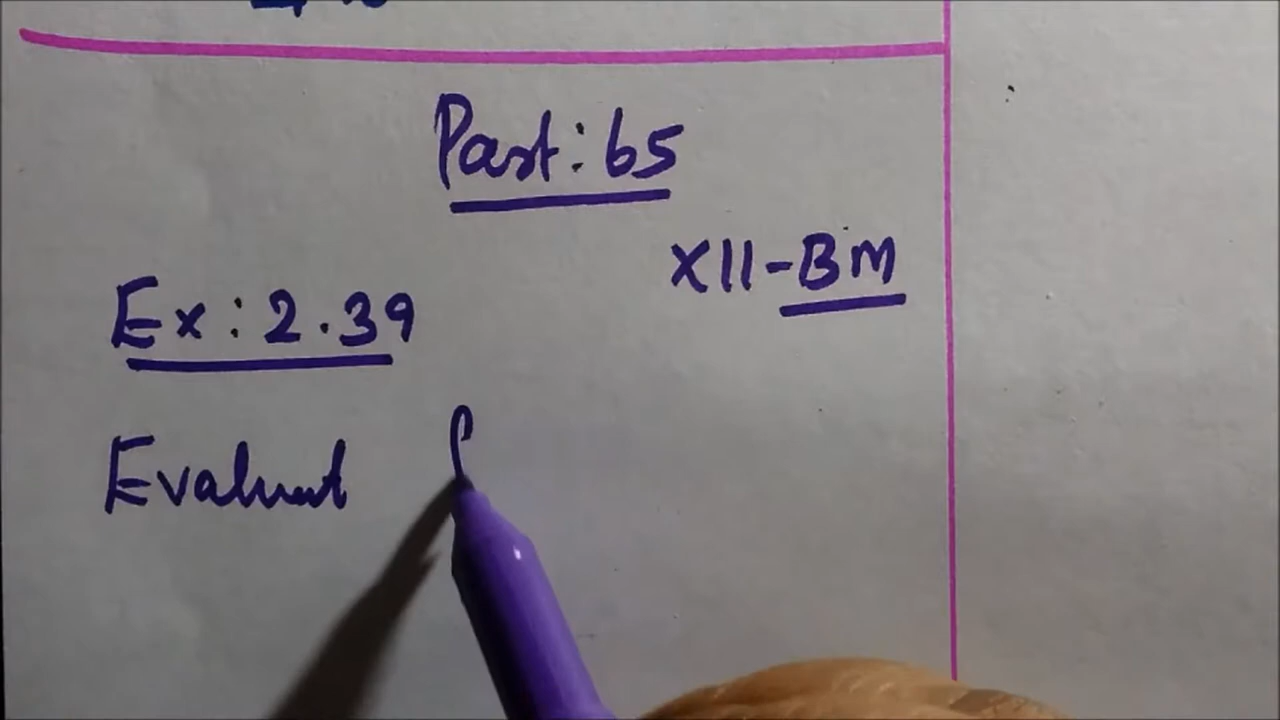 Part: 65
XII-BM
Ex: 2.39
Evaluat ∫